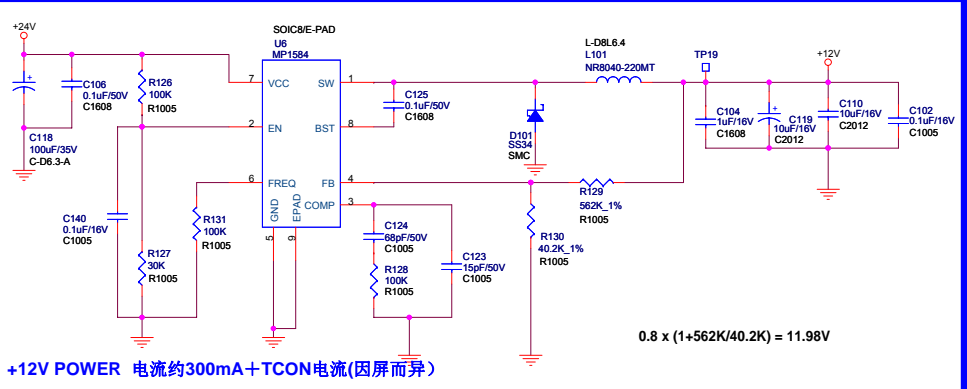 +24V
C118
100uF/35V
C-D6.3-A
C106
0.1uF/50V
C1608
R126
100K
R1005
C140
0.1uF/16V
C1005
R127
30K
R1005
R131
100K
R1005
SOIC8/E-PAD
U6
MP1584
7
VCC
SW
1
2
EN
BST
8
6
FREQ
FB
4
COMP
3
GND
EPAD
5
9
C125
0.1uF/50V
C1608
C124
68pF/50V
C1005
R128
100K
R1005
C123
15pF/50V
C1005
D101
SS34
SMC
L-D8L6.4
L101
NR8040-220MT
R129
562K_1%
R1005
R130
40.2K_1%
R1005
TP19
+12V
C104
1uF/16V
C1608
C119
10uF/16V
C2012
C110
10uF/16V
C2012
C102
0.1uF/16V
C1005
0.8 x (1+562K/40.2K) = 11.98V
+12V POWER 电流约300mA＋TCON电流(因屏而异）